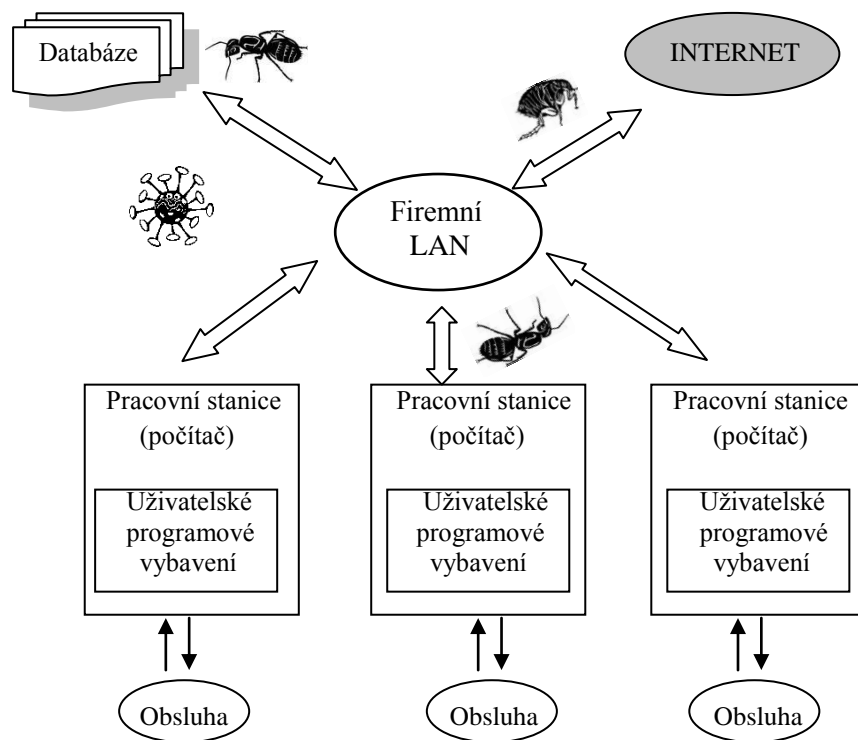 Databáze
INTERNET
Firemní
LAN
Pracovní stanice
(počítač)
Uživatelské
programové
vybavení
Obsluha
Pracovní stanice
(počítač)
Uživatelské
programové
vybavení
Obsluha
Pracovní stanice
(počítač)
Uživatelské
programové
vybavení
Obsluha